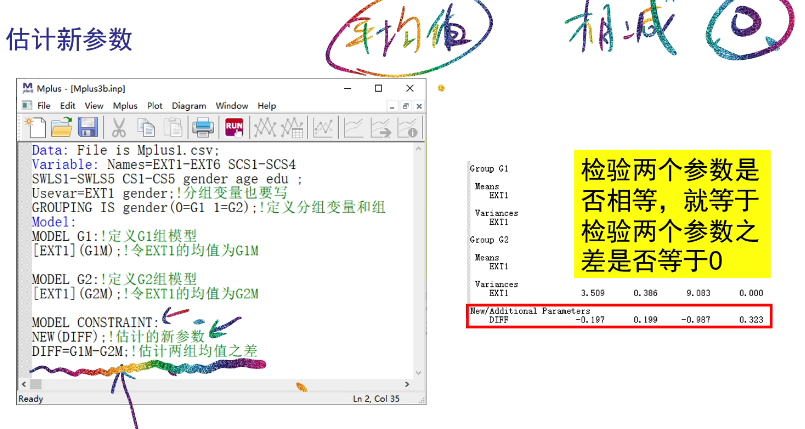 估计新参数
平均值 相减 0
Mplus - [Mplus3b.inp]
File Edit View Mplus Plot Diagram Window Help
RUN
Data: File is Mplus1.csv;
Variable: Names=EXT1-EXT6 SCS1-SCS4
SWLS1-SWLS5 CS1-CS5 gender age edu ;
Usevar=EXT1 gender;!分组变量也要写
GROUPING IS gender(0=G1 1=G2);!定义分组变量和组
Model:
MODEL G1:!定义G1组模型
[EXT1](G1M);!令EXT1的均值为G1M
MODEL G2:!定义G2组模型
[EXT1](G2M);!令EXT1的均值为G2M
MODEL CONSTRAINT:
NEW(DIFF);!估计的新参数
DIFF=G1M-G2M;!估计两组均值之差
Ready Ln 2, Col 35
Group G1
Means
EXT1
Variances
EXT1
Group G2
Means
EXT1
Variances
EXT1 3.509 0.386 9.083 0.000
New/Additional Parameters
DIFF -0.197 0.199 -0.987 0.323
检验两个参数是
否相等，就等于
检验两个参数之
差是否等于0